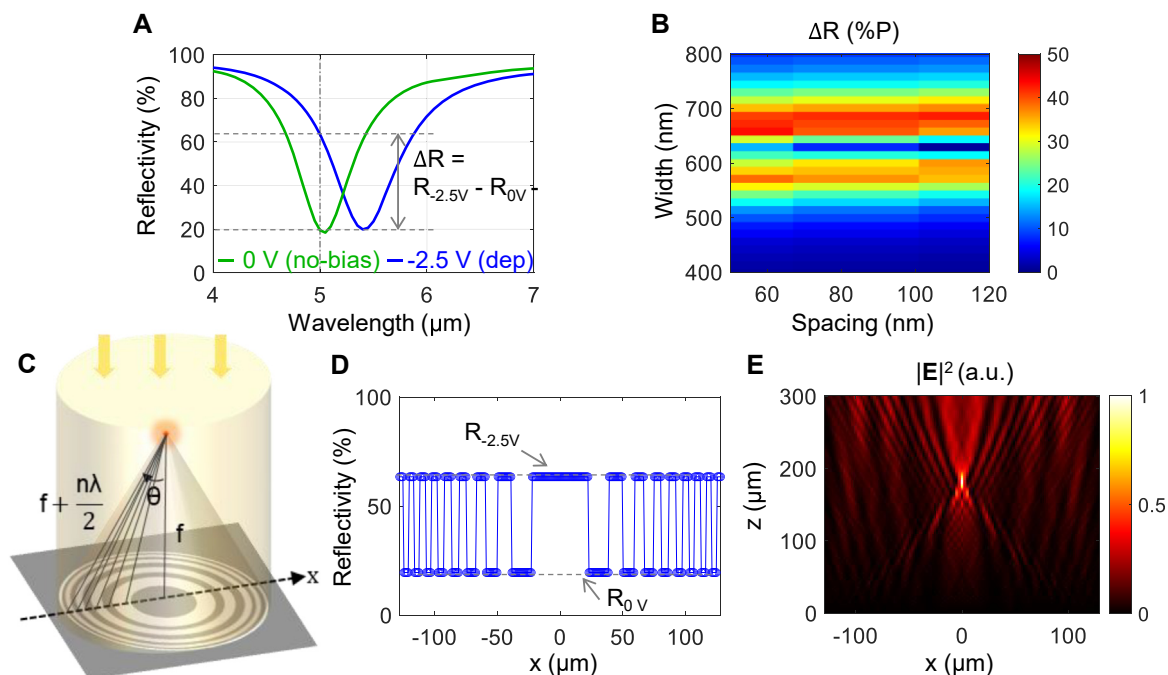 A
Reflectivity (%)
100
80
60
40
20
0
ΔR =
R-2.5V - R0V
0 V (no-bias)
-2.5 V (dep)
4
5
6
7
Wavelength (μm)
B
ΔR (%P)
Width (nm)
800
700
600
500
400
60
80
100
120
Spacing (nm)
50
40
30
20
10
0
C
f + nλ/2
θ
f
x
D
Reflectivity (%)
100
50
0
R-2.5V
R0 V
-100
-50
0
50
100
x (μm)
E
|E|² (a.u.)
z (μm)
300
200
100
0
-100
0
100
x (μm)
1
0.5
0